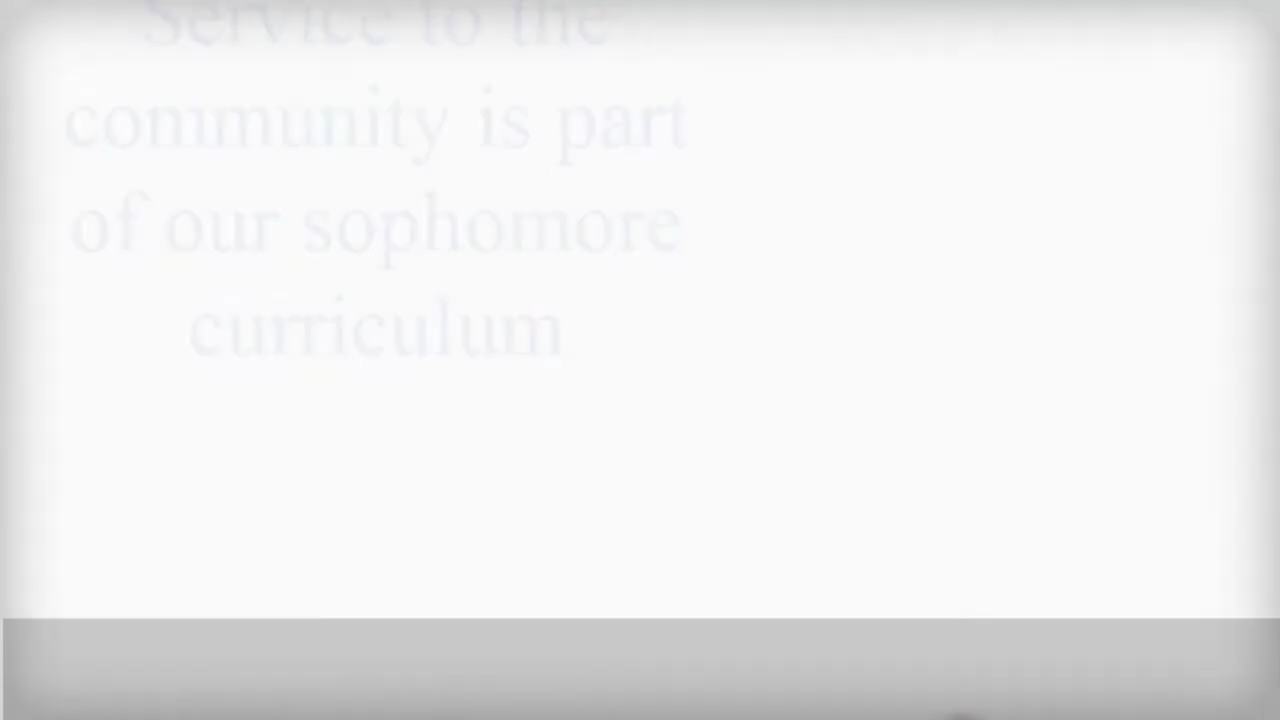 Service to the
community is part
of our sophomore
curriculum